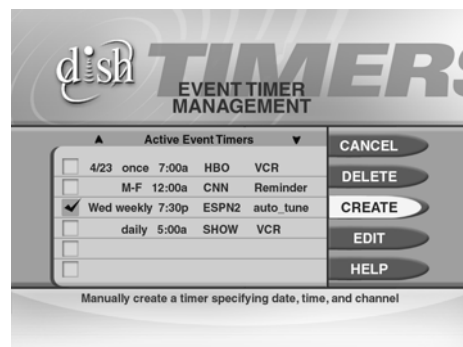 dish
TIMERS
EVENT TIMER
MANAGEMENT
Active Event Timers
4/23 once 7:00a HBO VCR
M-F 12:00a CNN Reminder
Wed weekly 7:30p ESPN2 auto_tune
daily 5:00a SHOW VCR
CANCEL
DELETE
CREATE
EDIT
HELP
Manually create a timer specifying date, time, and channel